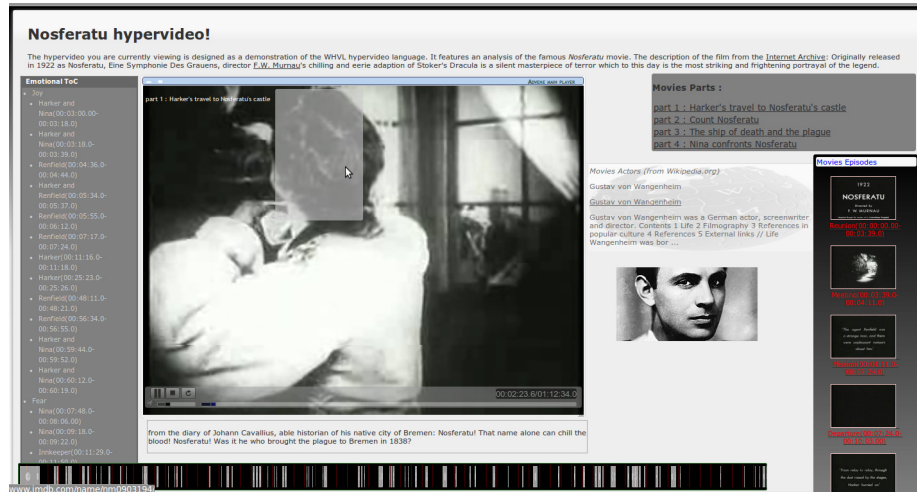 Nosferatu hypervideo!
The hypervideo you are currently viewing is designed as a demonstration of the WHVL hypervideo language. It features an analysis of the famous Nosferatu movie. The description of the film from the Internet Archive: Originally released
in 1922 as Nosferatu, Eine Symphonie Des Grauens, director F.W. Murnau's chilling and eerie adaption of Stoker's Dracula is a silent masterpiece of terror which to this day is the most striking and frightening portrayal of the legend.
Emotional ToC
Joy
Harker and
Nina(00:03:00.00-
00:03:18.0)
Harker and
Nina(00:03:18.0-
00:03:39.0)
Renfield(00:04:36.0-
00:04:44.0)
Harker and
Renfield(00:05:34.0-
00:05:37.0)
Renfield(00:05:55.0-
00:06:12.0)
Renfield(00:07:17.0-
00:07:24.0)
Harker(00:11:16.0-
00:11:18.0)
Harker(00:25:23.0-
00:25:26.0)
Renfield(00:48:11.0-
00:48:21.0)
Renfield(00:56:34.0-
00:56:55.0)
Harker and
Nina(00:59:44.0-
00:59:52.0)
Harker and
Nina(00:60:12.0-
00:60:19.0)
Fear
Nina(00:07:48.0-
00:08:06.00)
Nina(00:09:18.0-
00:09:22.0)
Innkeeper(00:11:29.0-
Advene main player
part 1 : Harker's travel to Nosferatu's castle
00:02:23.6/01:12:34.0
from the diary of Johann Cavallius, able historian of his native city of Bremen: Nosferatu! That name alone can chill the
blood! Nosferatu! Was it he who brought the plague to Bremen in 1838?
Movies Parts :
part 1 : Harker's travel to Nosferatu's castle
part 2 : Count Nosferatu
part 3 : The ship of death and the plague
part 4 : Nina confronts Nosferatu
Movies Actors (from Wikipedia.org)
Gustav von Wangenheim
Gustav von Wangenheim
Gustav von Wangenheim was a German actor, screenwriter
and director. Contents 1 Life 2 Filmography 3 References in
popular culture 4 References 5 External links // Life
Wangenheim was bor ...
Movies Episodes
1922
NOSFERATU
Directed by
F W MURNAU
Reunion(00:00:00.00-
00:03:39.0)
www.imdb.com/name/nm0903194/